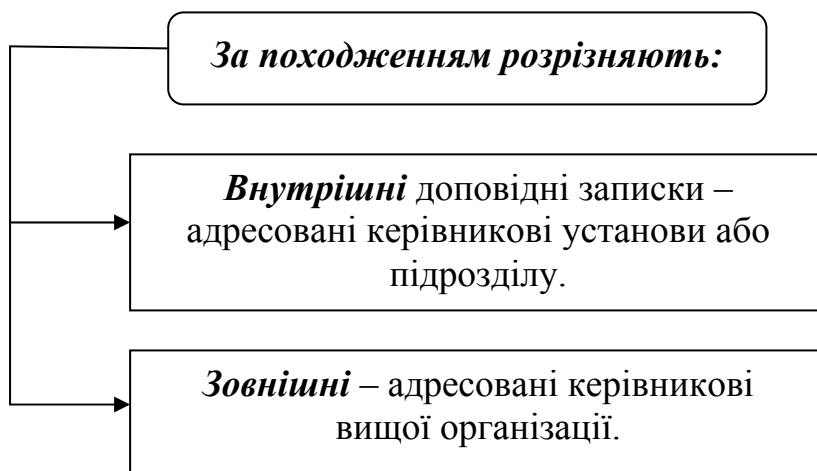 За походженням розрізняють:
Внутрішні доповідні записки –
адресовані керівникові установи або
підрозділу.
Зовнішні – адресовані керівникові
вищої організації.